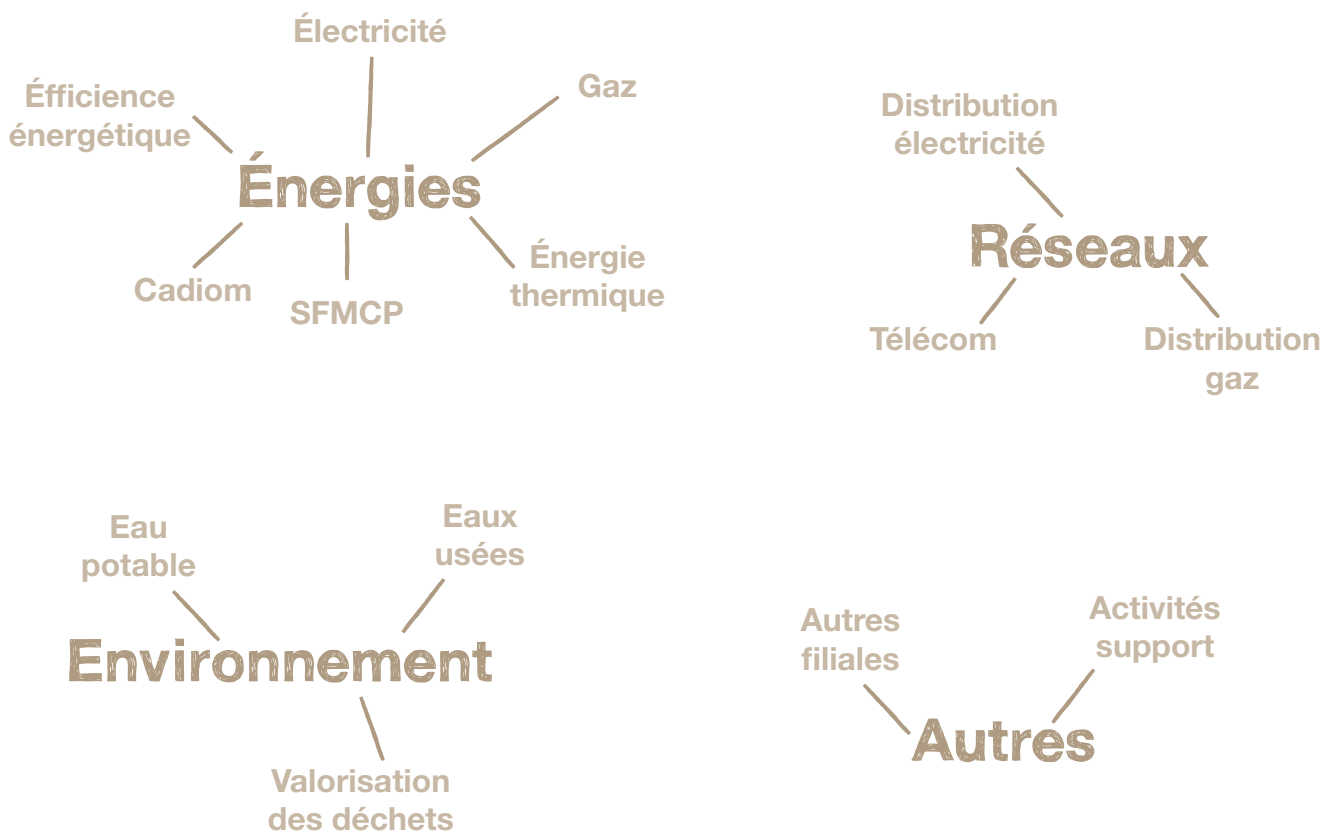 Électricité
Gaz
Éfficience
énergétique
Énergies
Cadiom
SFMCP
Énergie
thermique
Distribution
électricité
Réseaux
Télécom
Distribution
gaz
Eau
potable
Eaux
usées
Environnement
Valorisation
des déchets
Autres
filiales
Activités
support
Autres